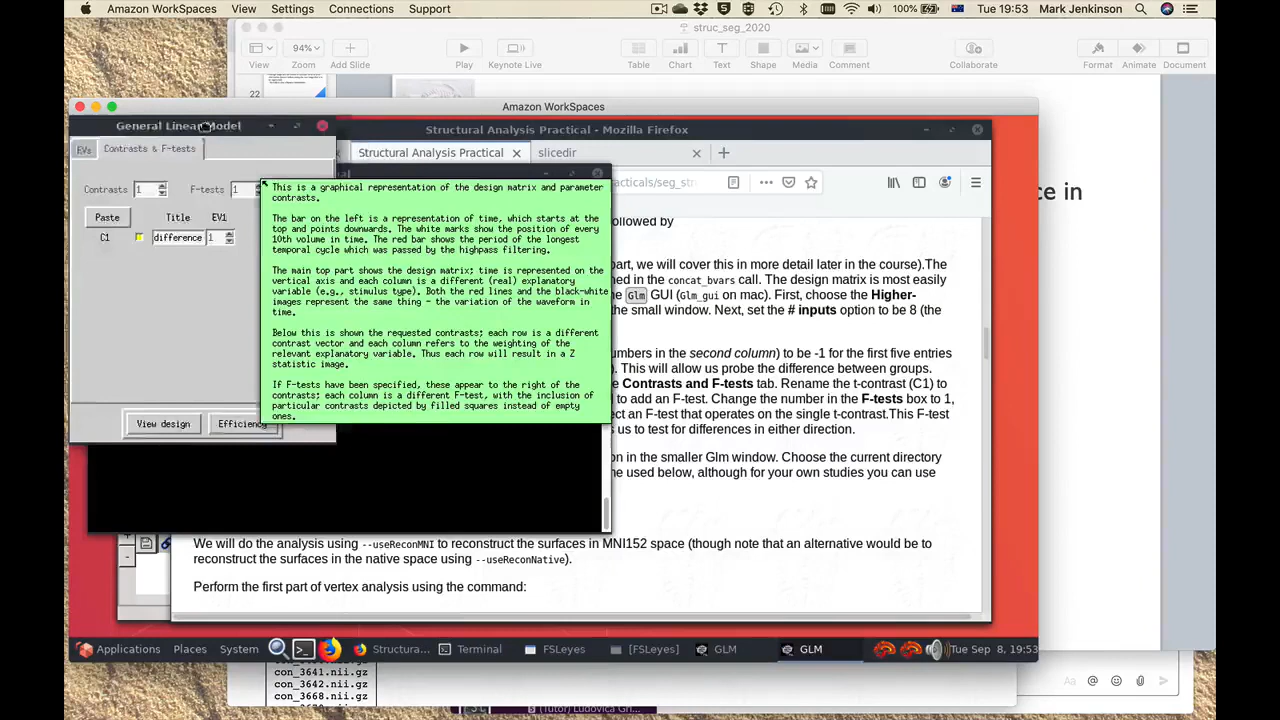 Amazon WorkSpaces View Settings Connections Support
100% Tue 19:53 Mark Jenkinson
struc_seg_2020
94%
View Zoom Add Slide Play Keynote Live Table Chart Text Shape Media Comment Collaborate Format Animate Document
22
Amazon WorkSpaces
General Linear Model
Structural Analysis Practical - Mozilla Firefox
EVs Contrasts & F-tests
Structural Analysis Practical slicedir
acticals/seg_str
Contrasts 1 F-tests 1
Paste Title EV1
C1 difference 1
This is a graphical representation of the design matrix and parameter
contrasts.
The bar on the left is a representation of time, which starts at the
top and points downwards. The white marks show the position of every
10th volume in time. The red bar shows the period of the longest
temporal cycle which was passed by the highpass filtering.
The main top part shows the design matrix; time is represented on the
vertical axis and each column is a different (real) explanatory
variable (e.g., stimulus type). Both the red lines and the black-white
images represent the same thing - the variation of the waveform in
time.
Below this is shown the requested contrasts; each row is a different
contrast vector and each column refers to the weighting of the
relevant explanatory variable. Thus each row will result in a Z
statistic image.
If F-tests have been specified, these appear to the right of the
contrasts; each column is a different F-test, with the inclusion of
particular contrasts depicted by filled squares instead of empty
ones.
View design Efficiency
ce in
ollowed by
part, we will cover this in more detail later in the course).The
ned in the concat_bvars call. The design matrix is most easily
he Glm GUI (Glm_gui on mac). First, choose the Higher-
the small window. Next, set the # inputs option to be 8 (the
umbers in the second column) to be -1 for the first five entries
). This will allow us probe the difference between groups.
e Contrasts and F-tests tab. Rename the t-contrast (C1) to
) to add an F-test. Change the number in the F-tests box to 1,
ect an F-test that operates on the single t-contrast.This F-test
s us to test for differences in either direction.
on in the smaller Glm window. Choose the current directory
ne used below, although for your own studies you can use
We will do the analysis using --useReconMNI to reconstruct the surfaces in MNI152 space (though note that an alternative would be to
reconstruct the surfaces in the native space using --useReconNative).
Perform the first part of vertex analysis using the command:
Applications Places System Structura... Terminal FSLeyes [FSLeyes] GLM GLM Tue Sep 8, 19:53
con_3641.nii.gz
con_3642.nii.gz
con_3668.nii.gz
(Tutor) Ludovica Gri...
Aa